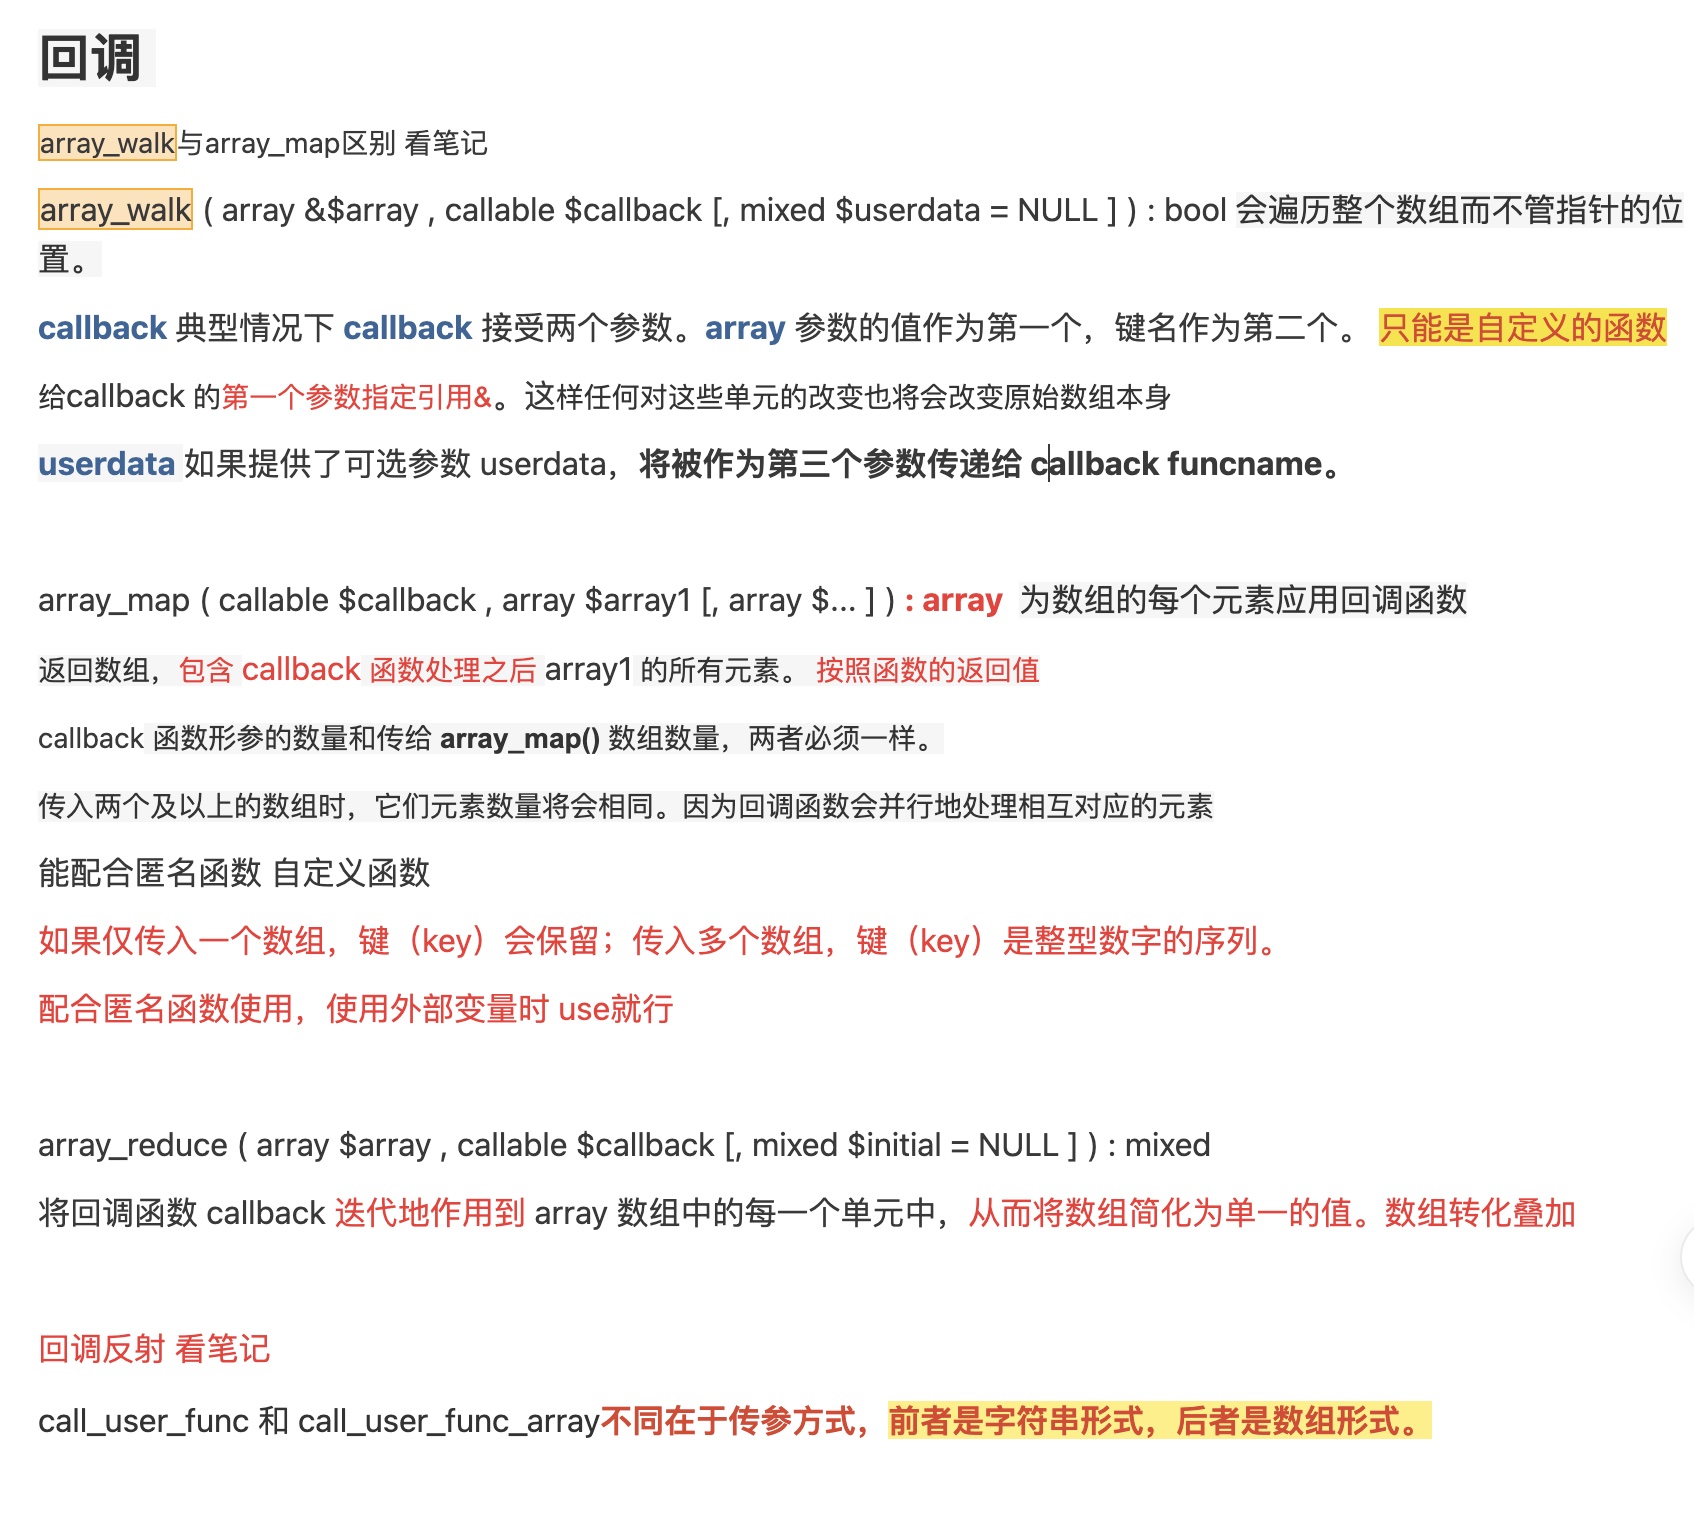 回调
array_walk与array_map区别 看笔记
array_walk ( array &$array , callable $callback [, mixed $userdata = NULL ] ) : bool 会遍历整个数组而不管指针的位
置。
callback 典型情况下 callback 接受两个参数。array 参数的值作为第一个，键名作为第二个。 只能是自定义的函数
给callback 的第一个参数指定引用&。这样任何对这些单元的改变也将会改变原始数组本身
userdata 如果提供了可选参数 userdata，将被作为第三个参数传递给 callback funcname。
array_map ( callable $callback , array $array1 [, array $... ] ) : array 为数组的每个元素应用回调函数
返回数组，包含 callback 函数处理之后 array1 的所有元素。 按照函数的返回值
callback 函数形参的数量和传给 array_map() 数组数量，两者必须一样。
传入两个及以上的数组时，它们元素数量将会相同。因为回调函数会并行地处理相互对应的元素
能配合匿名函数 自定义函数
如果仅传入一个数组，键（key）会保留；传入多个数组，键（key）是整型数字的序列。
配合匿名函数使用，使用外部变量时 use就行
array_reduce ( array $array , callable $callback [, mixed $initial = NULL ] ) : mixed
将回调函数 callback 迭代地作用到 array 数组中的每一个单元中，从而将数组简化为单一的值。数组转化叠加
回调反射 看笔记
call_user_func 和 call_user_func_array不同在于传参方式，前者是字符串形式，后者是数组形式。